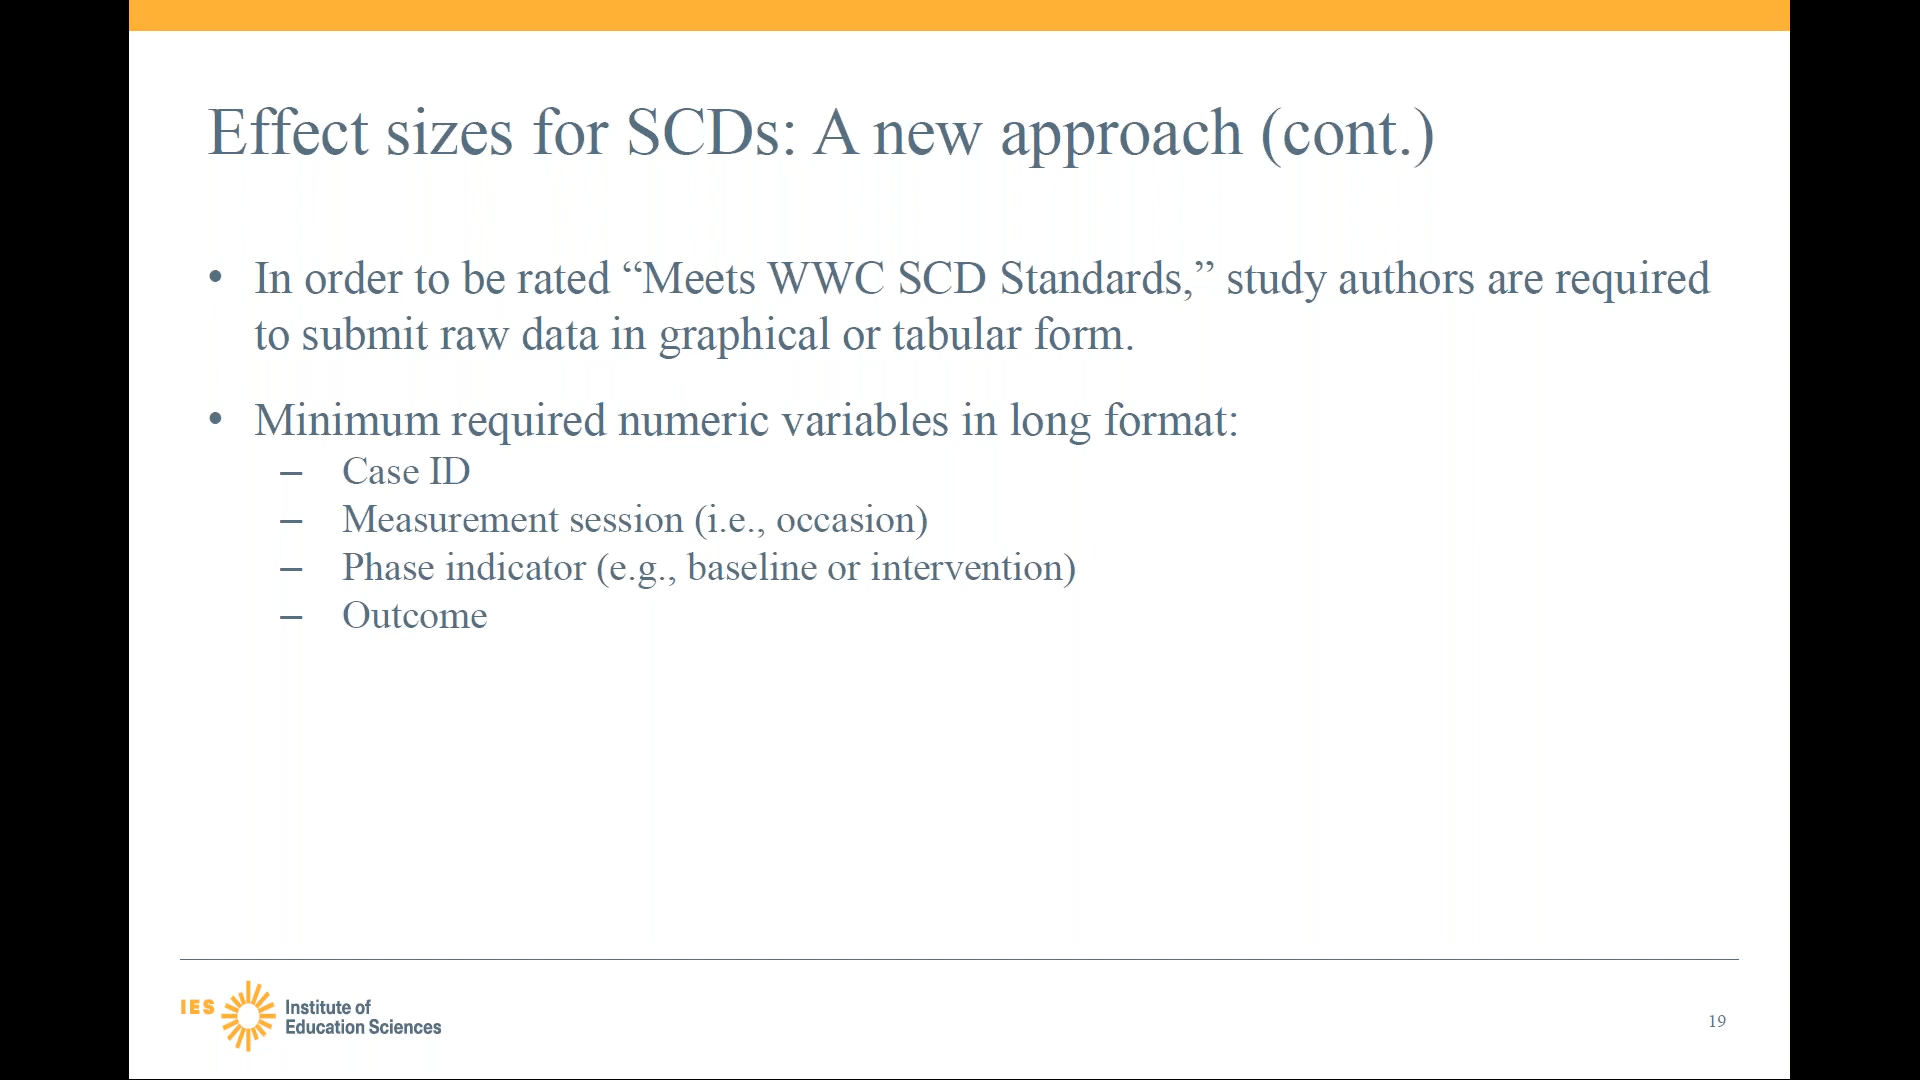 Effect sizes for SCDs: A new approach (cont.)
• In order to be rated “Meets WWC SCD Standards,” study authors are required
to submit raw data in graphical or tabular form.
• Minimum required numeric variables in long format:
– Case ID
– Measurement session (i.e., occasion)
– Phase indicator (e.g., baseline or intervention)
– Outcome
IES
Institute of
Education Sciences
19